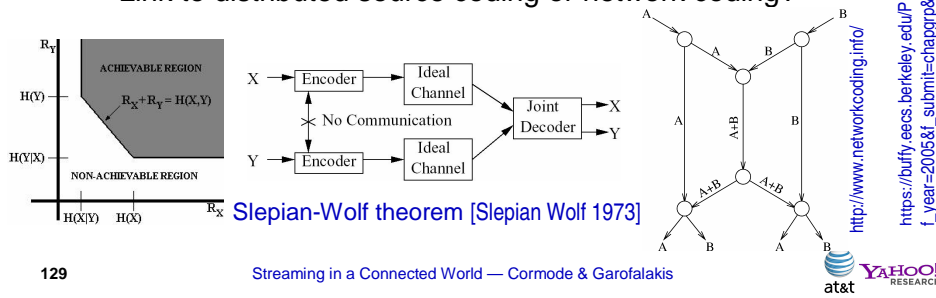 Link to distributed source coding or network coding?
R_Y
ACHIEVABLE REGION
H(Y)
R_X+R_Y = H(X,Y)
H(Y|X)
NON-ACHIEVABLE REGION
H(X|Y)
H(X)
R_X
X
Encoder
Ideal
Channel
No Communication
Joint
Decoder
X
Y
Y
Encoder
Ideal
Channel
Slepian-Wolf theorem [Slepian Wolf 1973]
A
B
A
B
A
A+B
B
A+B
A+B
A
B
A
B
http://www.networkcoding.info/
https://buffy.eecs.berkeley.edu/P
f_year=2005&f_submit=chapgrp&
129
Streaming in a Connected World — Cormode & Garofalakis
at&t
YAHOO!
RESEARCH